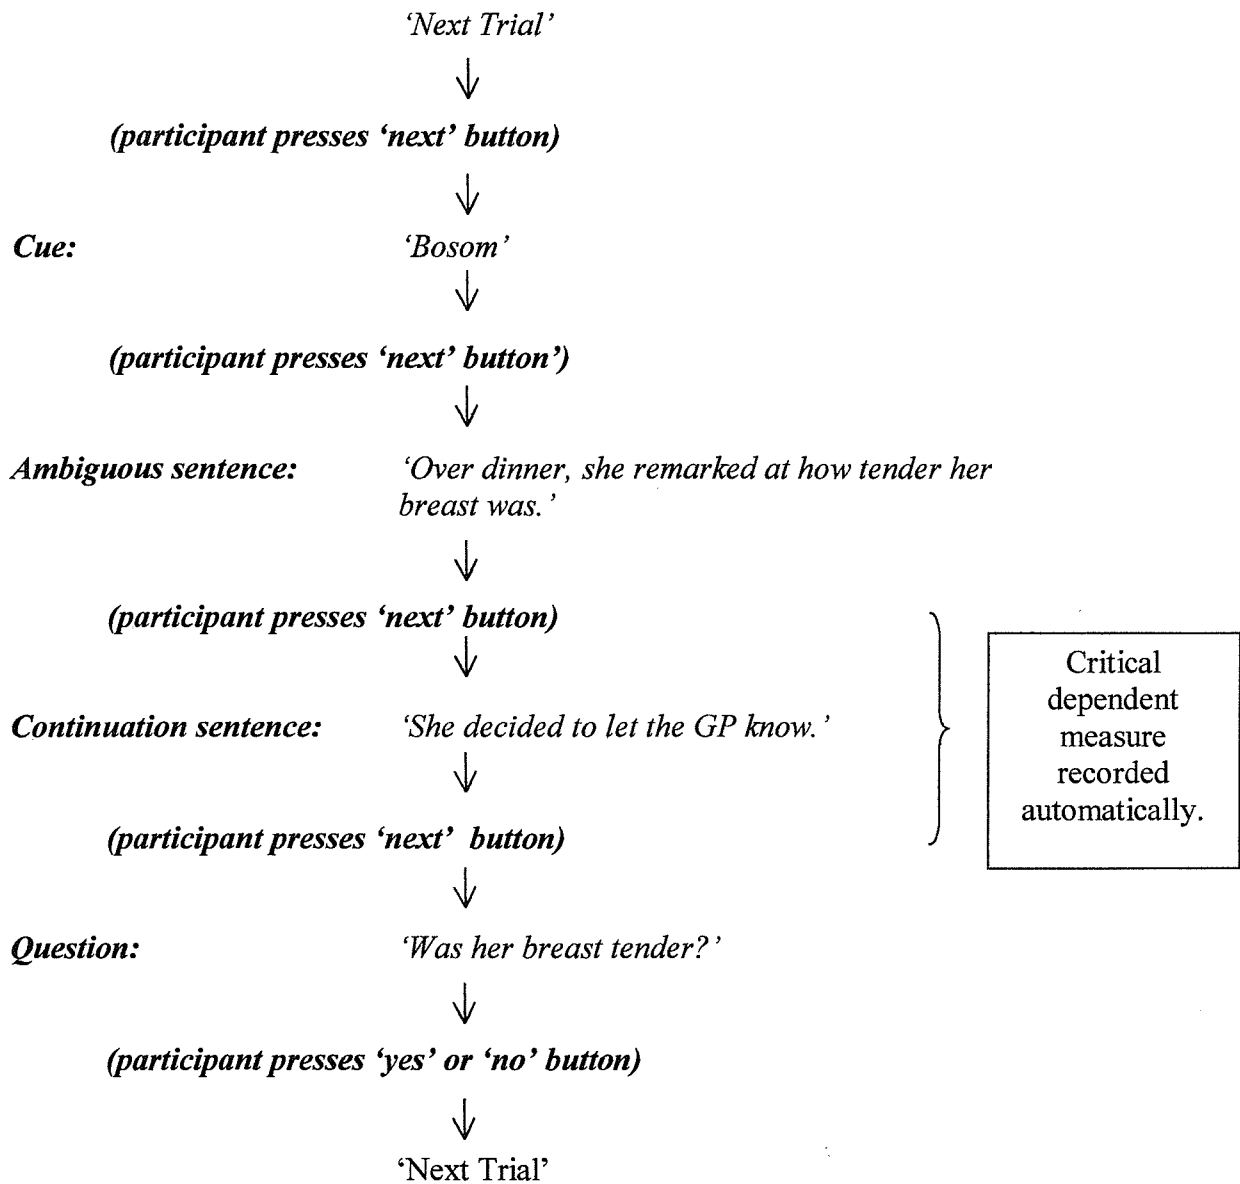 ‘Next Trial’
(participant presses ‘next’ button)
Cue: ‘Bosom’
(participant presses ‘next’ button’)
Ambiguous sentence: ‘Over dinner, she remarked at how tender her
breast was.’
(participant presses ‘next’ button)
Continuation sentence: ‘She decided to let the GP know.’
(participant presses ‘next’ button)
Critical
dependent
measure
recorded
automatically.
Question: ‘Was her breast tender?’
(participant presses ‘yes’ or ‘no’ button)
‘Next Trial’